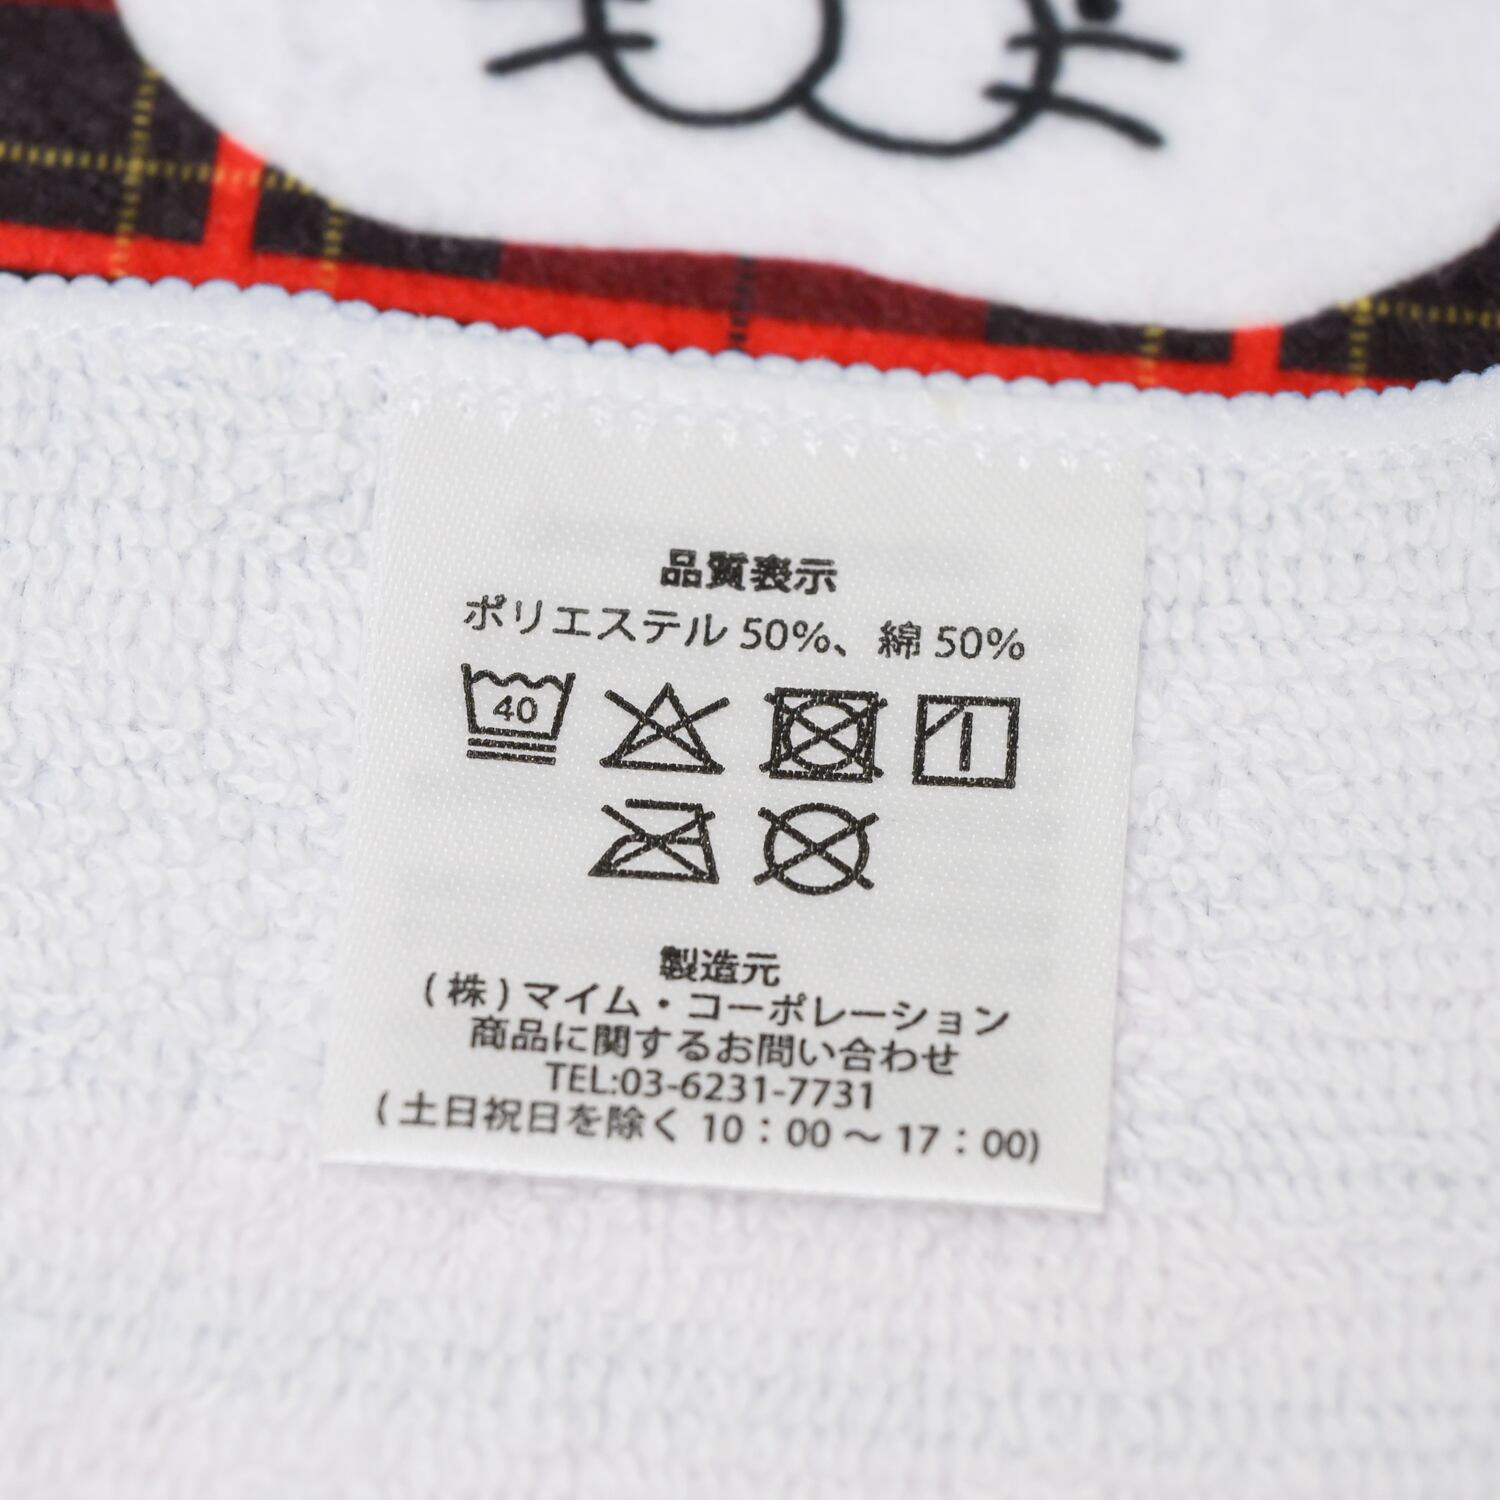 品質表示
ポリエステル 50%、綿 50%
40
製造元
(株)マイム・コーポレーション
商品に関するお問い合わせ
TEL:03-6231-7731
(土日祝日を除く 10：00 〜 17：00)